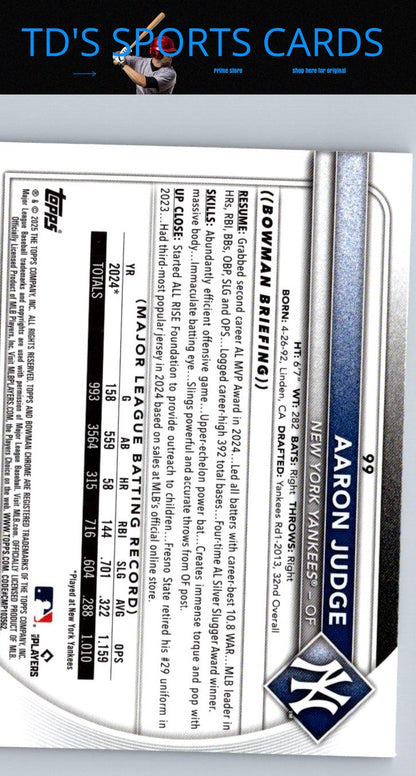 TD'S SPORTS CARDS
prime store
shop here for original
99
AARON JUDGE
NEW YORK YANKEES® – OF
HT: 6'7" WT: 282 BATS: Right THROWS: Right
BORN: 4-26-92, Linden, CA DRAFTED: Yankees Rd1-2013, 32nd Overall
((BOWMAN BRIEFING))
RESUME: Grabbed second career AL MVP Award in 2024...Led all batters with career-best 10.8 WAR...MLB leader in
HRs, RBI, BBs, OBP, SLG and OPS...Logged career-high 392 total bases...Four-time AL Silver Slugger Award winner.
SKILLS: Abundantly efficient offensive game...Upper-echelon power bat...Creates immense torque and pop with
massive body...Immaculate batting eye...Slings powerful and accurate throws from OF post.
UP CLOSE: Started ALL RISE Foundation to provide outreach to children...Fresno State retired his #29 uniform in
2023...Had third-most popular jersey in 2024 based on sales at MLB's official online store.
(MAJOR LEAGUE BATTING RECORD)
YR G AB HR RBI SLG AVG OPS
2024* 158 559 58 144 .701 .322 1.159
TOTALS 993 3564 315 716 .604 .288 1.010
*Played at New York Yankees
topps®
® & © 2025 THE TOPPS COMPANY, INC. ALL RIGHTS RESERVED. TOPPS AND BOWMAN CHROME ARE REGISTERED TRADEMARKS OF THE TOPPS COMPANY, INC.
Major League Baseball trademarks and copyrights are used with permission of Major League Baseball. Visit MLB.com. OFFICIALLY LICENSED PRODUCT OF MLB.
Officially Licensed Product of MLB Players, Inc. Visit MLBPLAYERS.COM, the Players Choice on the web. WWW.TOPPS.COM CODE#CMP103962
PLAYERS